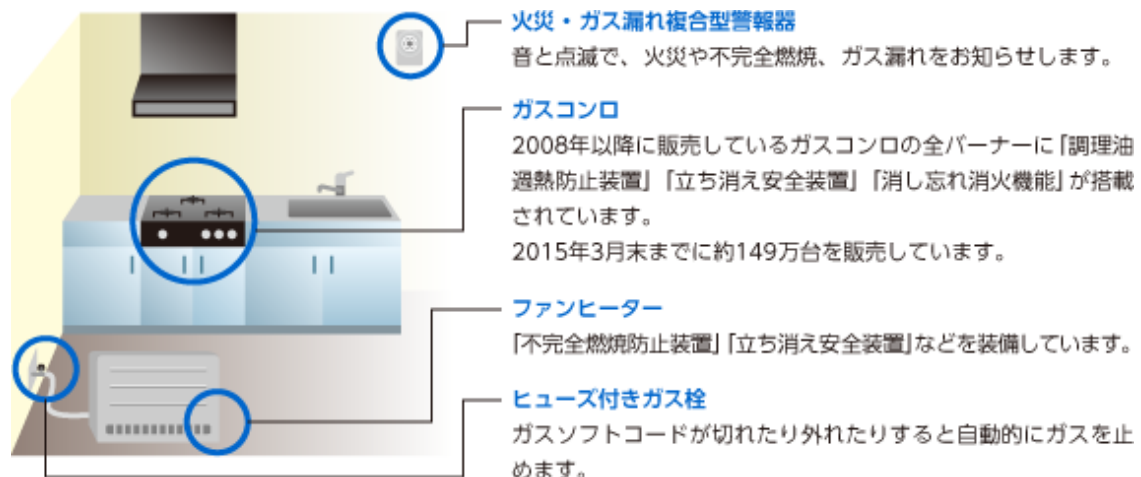 火災・ガス漏れ複合型警報器
音と点滅で、火災や不完全燃焼、ガス漏れをお知らせします。
ガスコンロ
2008年以降に販売しているガスコンロの全バーナーに「調理油
過熱防止装置」「立ち消え安全装置」「消し忘れ消火機能」が搭載
されています。
2015年3月末までに約149万台を販売しています。
ファンヒーター
「不完全燃焼防止装置」「立ち消え安全装置」などを装備しています。
ヒューズ付きガス栓
ガスソフトコードが切れたり外れたりすると自動的にガスを止
めます。